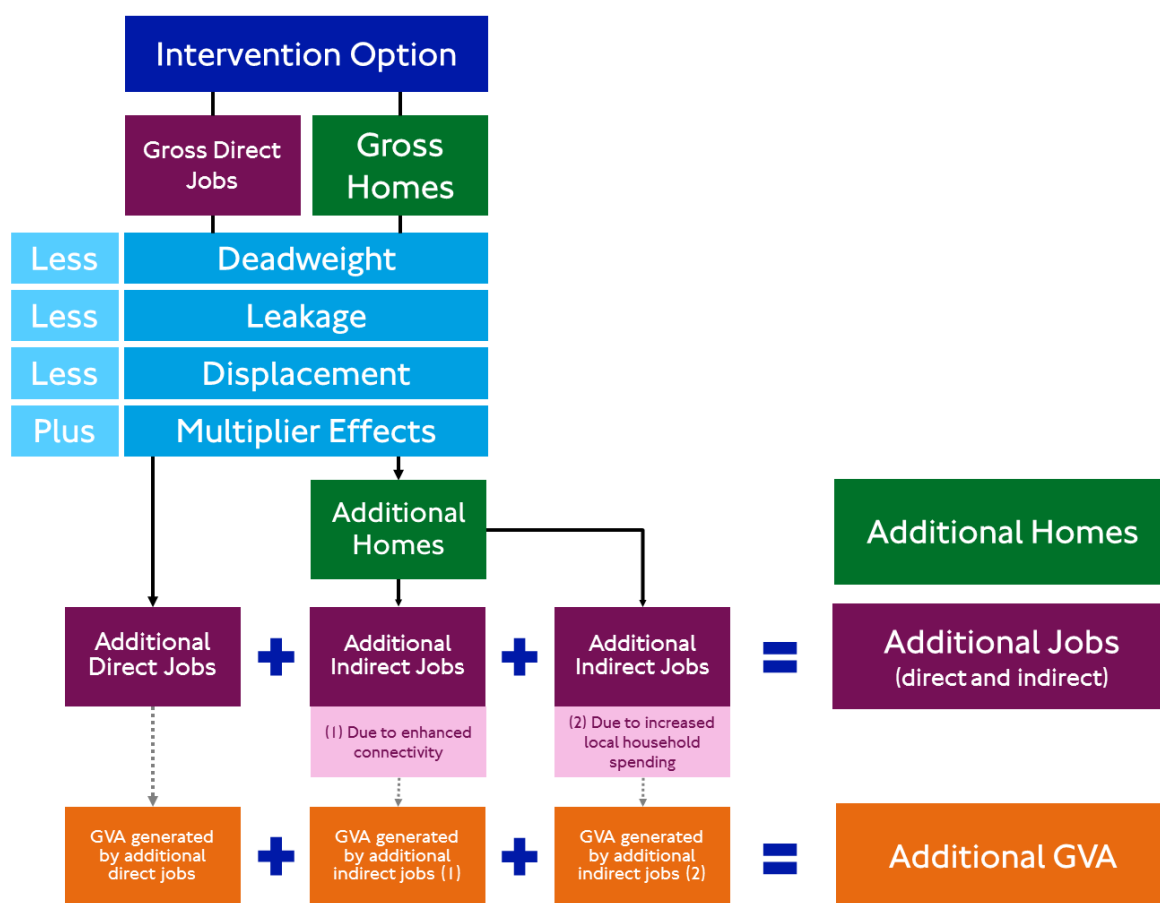 Intervention Option
Gross Direct
Jobs
Gross
Homes
Less
Deadweight
Less
Leakage
Less
Displacement
Plus
Multiplier Effects
Additional
Homes
Additional Homes
Additional
Direct Jobs
+
Additional
Indirect Jobs
+
Additional
Indirect Jobs
=
Additional Jobs
(direct and indirect)
(1) Due to enhanced
connectivity
(2) Due to increased
local household
spending
GVA generated
by additional
direct jobs
+
GVA generated
by additional
indirect jobs (1)
+
GVA generated
by additional
indirect jobs (2)
=
Additional GVA